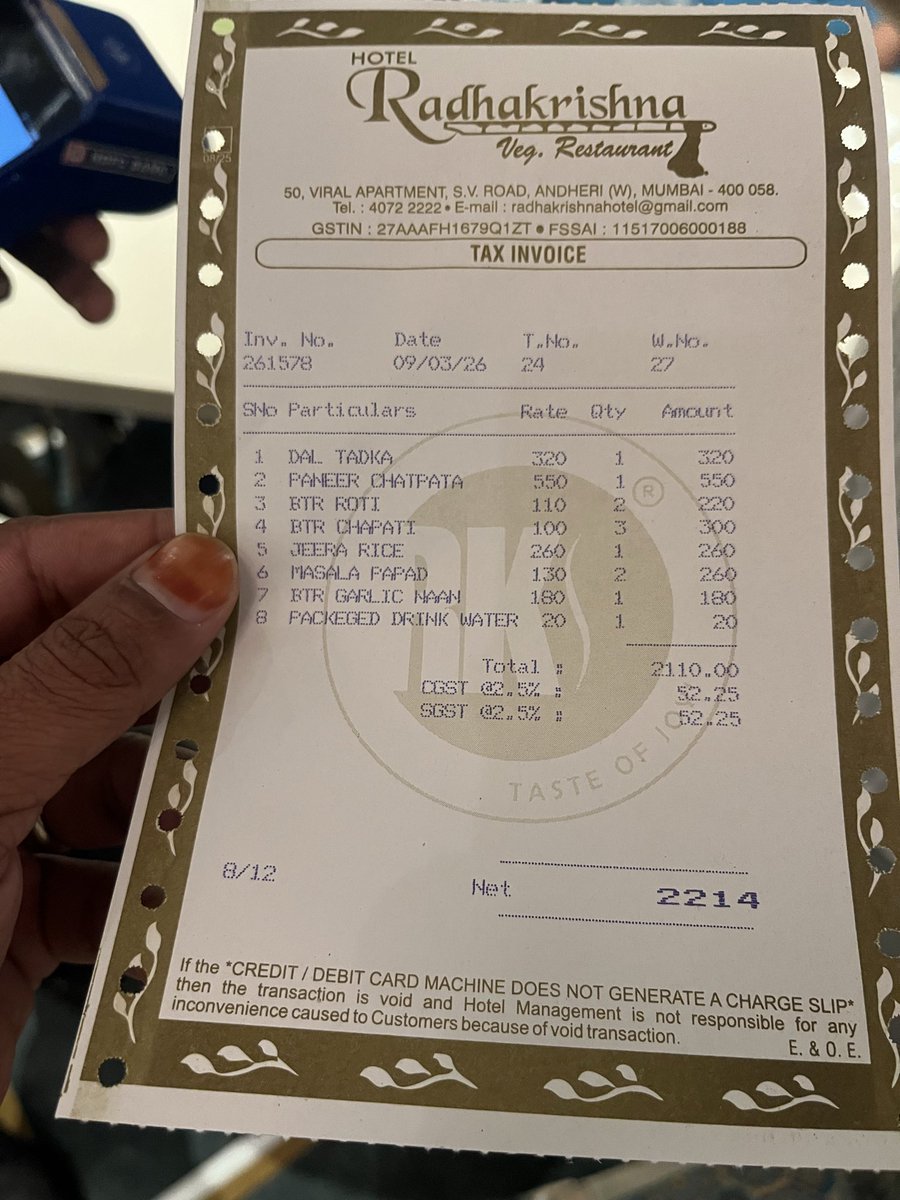 08/25
HOTEL
Radhakrishna
Veg. Restaurant
50, VIRAL APARTMENT, S.V. ROAD, ANDHERI (W), MUMBAI - 400 058.
Tel. : 4072 2222 • E-mail : radhakrishnahotel@gmail.com
GSTIN : 27AAAFH1679Q1ZT ● FSSAI : 11517006000188
TAX INVOICE
Inv. No. Date T.No. W.No.
261578 09/03/26 24 27
SNo Particulars Rate Qty Amount
1 DAL TADKA 320 1 320
2 PANEER CHATPATA 550 1 550
3 BTR ROTI 110 2 220
4 BTR CHAPATI 100 3 300
5 JEERA RICE 260 1 260
6 MASALA PAPAD 130 2 260
7 BTR GARLIC NAAN 180 1 180
8 PACKEGED DRINK WATER 20 1 20
Total : 2110.00
CGST @2.5% : 52.25
SGST @2.5% : 52.25
®
RKS
TASTE OF JOY
8/12
Net 2214
If the *CREDIT / DEBIT CARD MACHINE DOES NOT GENERATE A CHARGE SLIP*
then the transaction is void and Hotel Management is not responsible for any
inconvenience caused to Customers because of void transaction.
E. & O. E.